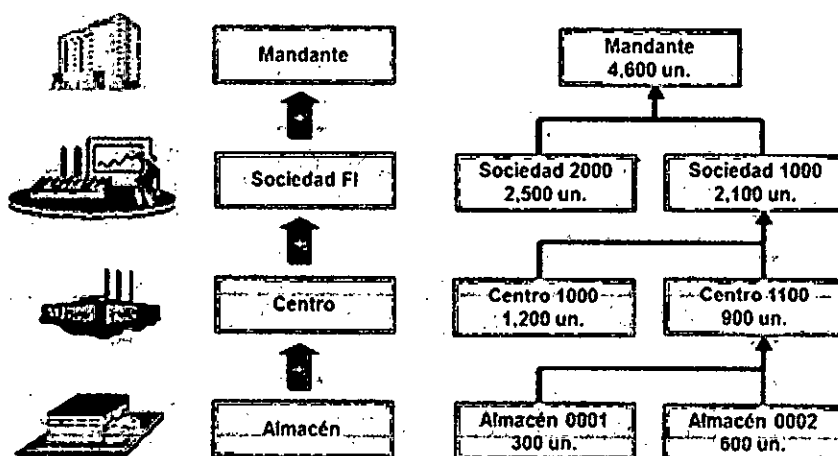 Mandante
Sociedad FI
Centro
Almacén
Mandante
4,600 un.
Sociedad 2000
2,500 un.
Sociedad 1000
2,100 un.
Centro 1000
1,200 un.
Centro 1100
900 un.
Almacén 0001
300 un.
Almacén 0002
600 un.